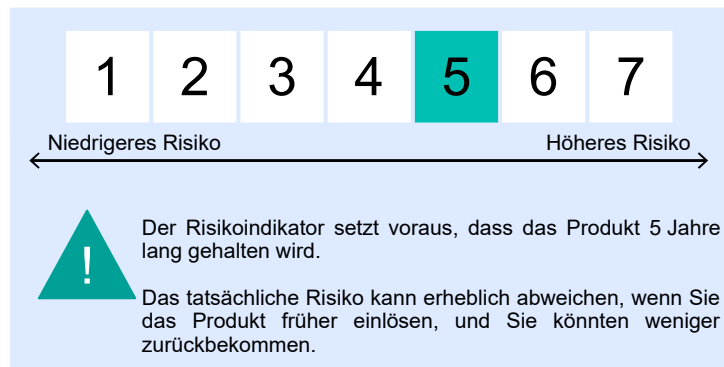 1 2 3 4 5 6 7
Niedrigeres Risiko Höheres Risiko
!
Der Risikoindikator setzt voraus, dass das Produkt 5 Jahre
lang gehalten wird.
Das tatsächliche Risiko kann erheblich abweichen, wenn Sie
das Produkt früher einlösen, und Sie könnten weniger
zurückbekommen.